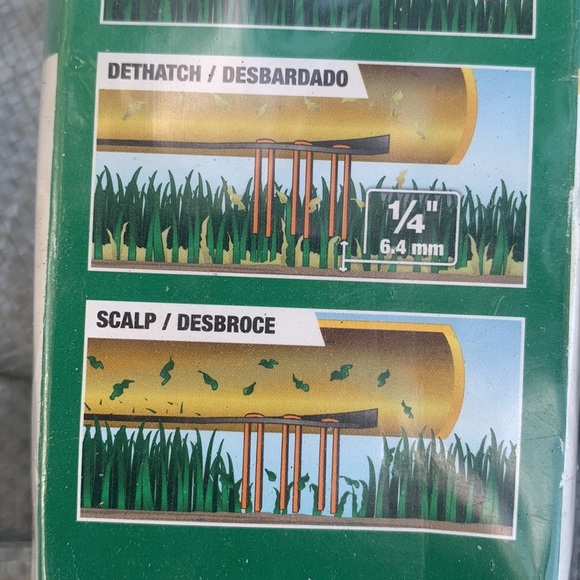 DETHATCH / DESBARDADO
1/4"
6.4 mm
SCALP / DESBROCE